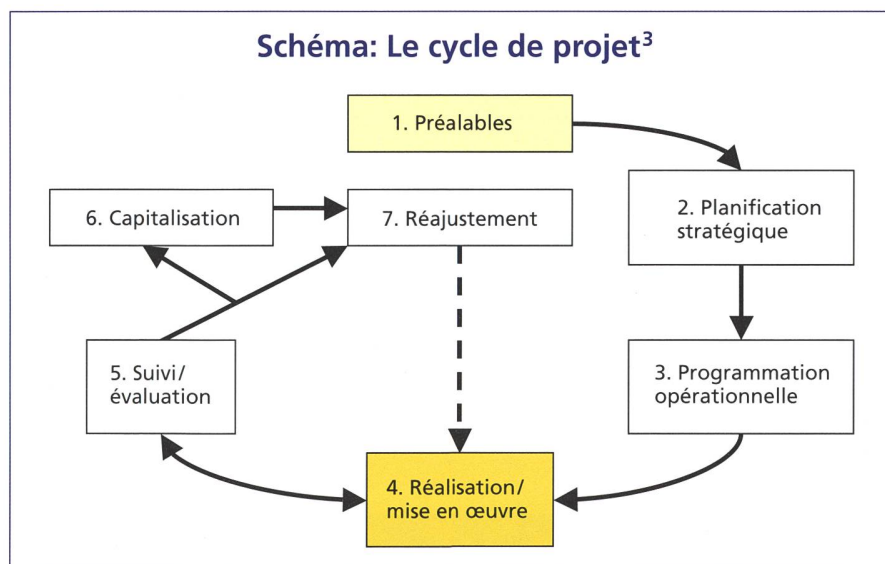 Schéma: Le cycle de projet³
1. Préalables
2. Planification
stratégique
3. Programmation
opérationnelle
4. Réalisation/
mise en œuvre
5. Suivi/
évaluation
6. Capitalisation
7. Réajustement